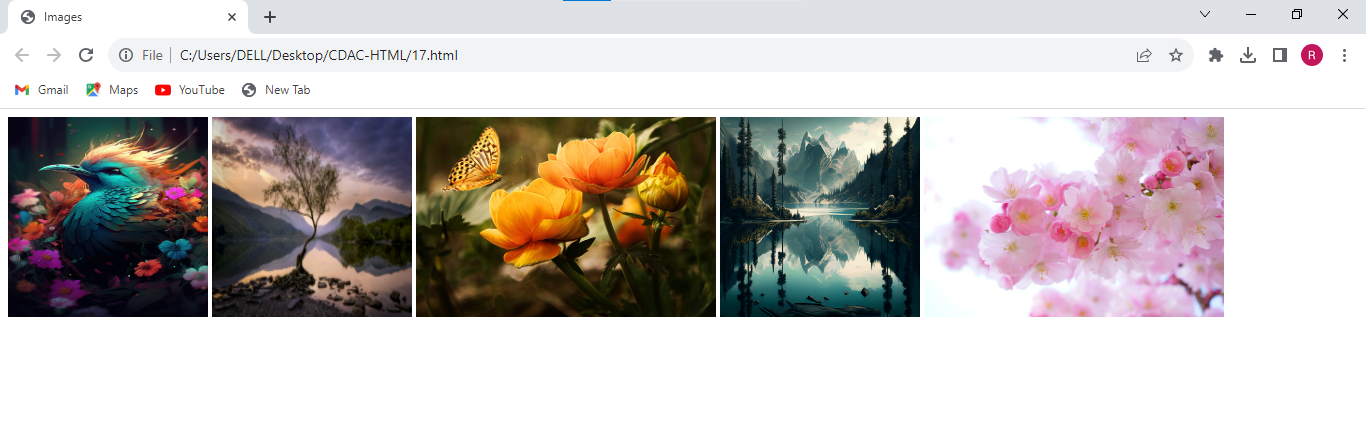 Images
File C:/Users/DELL/Desktop/CDAC-HTML/17.html
R
Gmail Maps YouTube New Tab